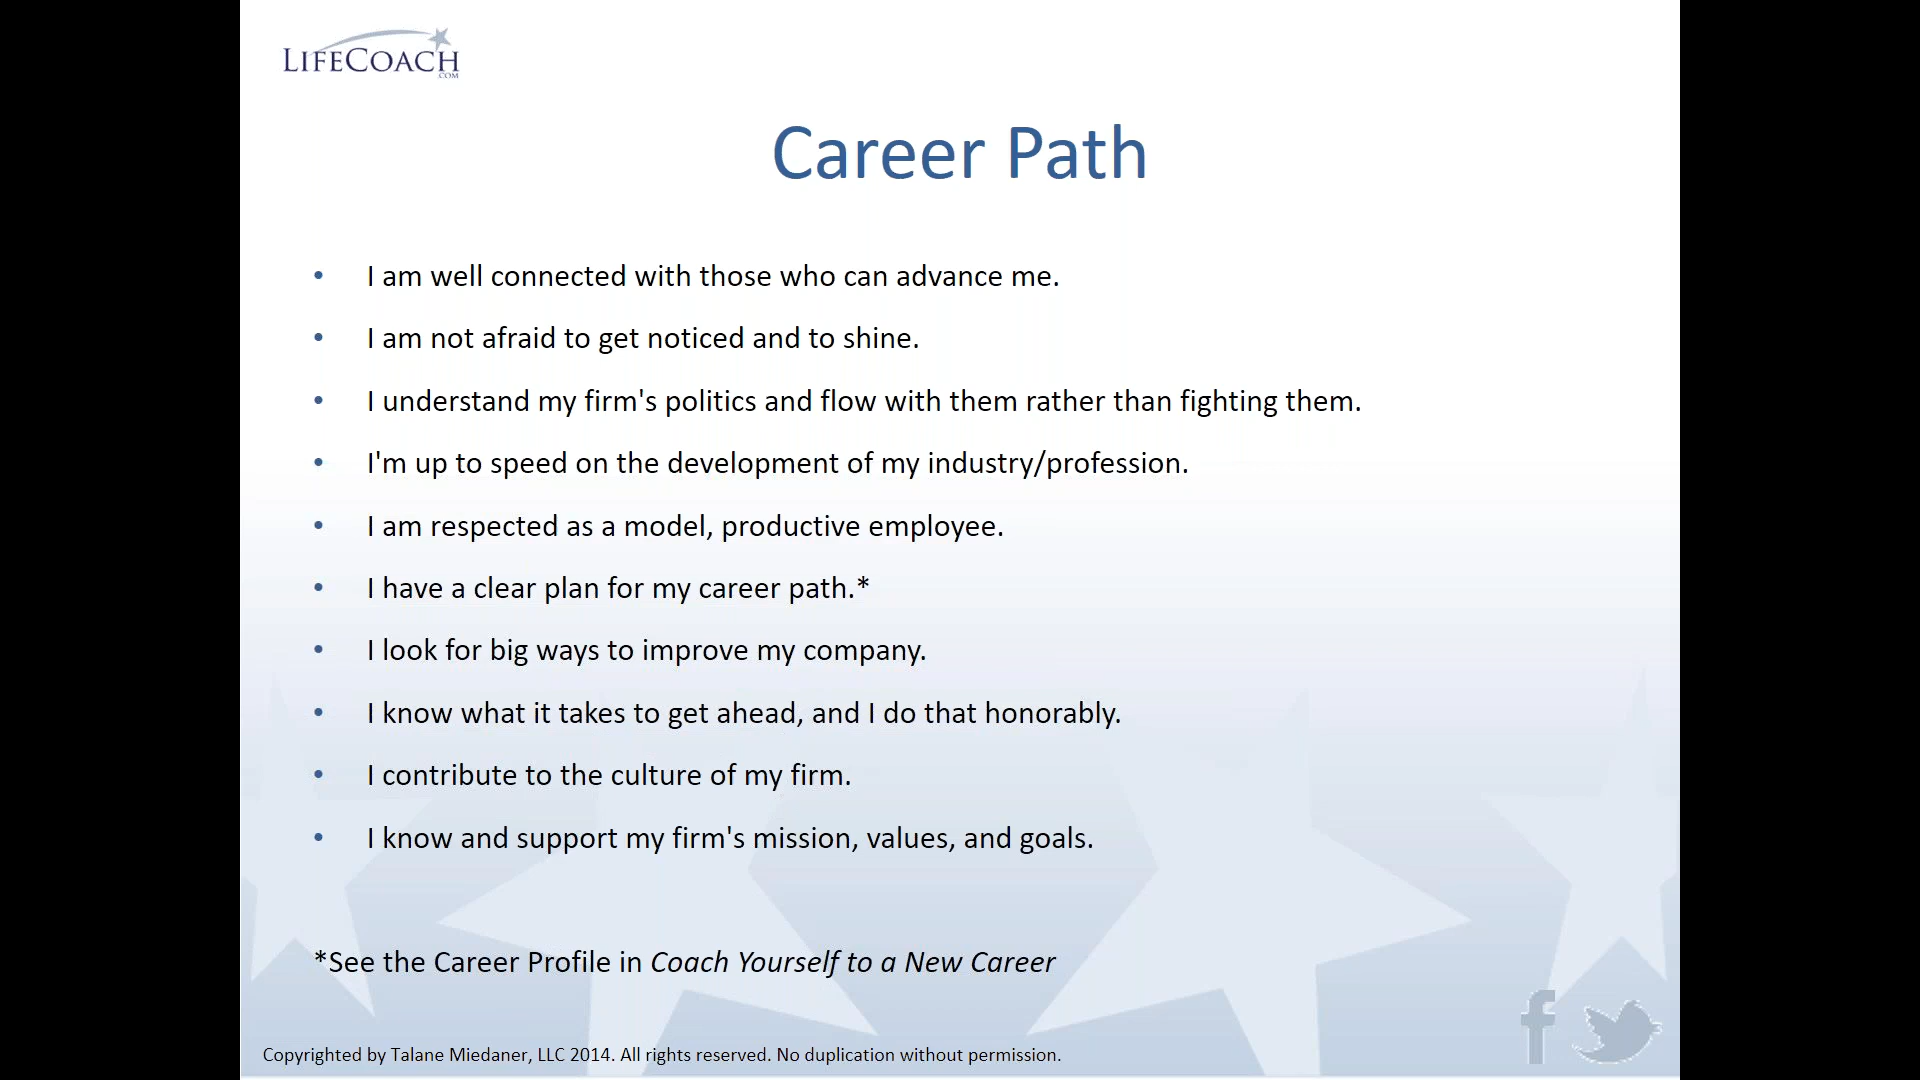 LIFECOACH
.COM
Career Path
• I am well connected with those who can advance me.
• I am not afraid to get noticed and to shine.
• I understand my firm's politics and flow with them rather than fighting them.
• I'm up to speed on the development of my industry/profession.
• I am respected as a model, productive employee.
• I have a clear plan for my career path.*
• I look for big ways to improve my company.
• I know what it takes to get ahead, and I do that honorably.
• I contribute to the culture of my firm.
• I know and support my firm's mission, values, and goals.
*See the Career Profile in Coach Yourself to a New Career
Copyrighted by Talane Miedaner, LLC 2014. All rights reserved. No duplication without permission.